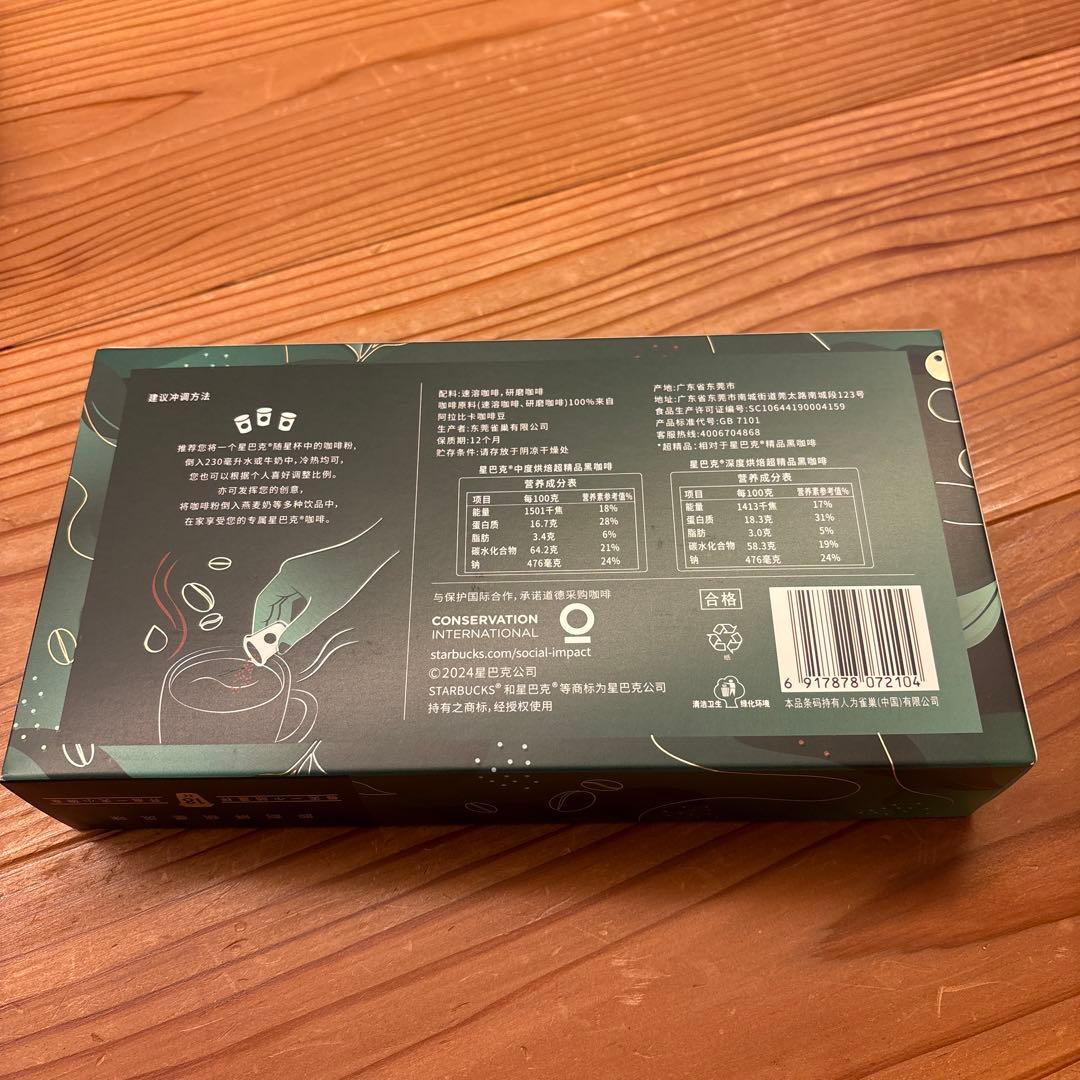 建议冲调方法
推荐您将一个星巴克®随星杯中的咖啡粉,
倒入230毫升水或牛奶中,冷热均可,
您也可以根据个人喜好调整比例。
亦可发挥您的创意,
将咖啡粉倒入燕麦奶等多种饮品中,
在家享受您的专属星巴克®咖啡。
配料:速溶咖啡,研磨咖啡
咖啡原料(速溶咖啡、研磨咖啡)100%来自
阿拉比卡咖啡豆
生产者:东莞雀巢有限公司
保质期:12个月
贮存条件:请存放于阴凉干燥处
产地:广东省东莞市
地址:广东省东莞市南城街道莞太路南城段123号
食品生产许可证编号:SC10644190004159
产品标准代号:GB 7101
客服热线:4006704868
*超精品:相对于星巴克®精品黑咖啡
星巴克®中度烘焙超精品黑咖啡
营养成分表
项目 每100克 营养素参考值%
能量 1501千焦 18%
蛋白质 16.7克 28%
脂肪 3.4克 6%
碳水化合物 64.2克 21%
钠 476毫克 24%
星巴克®深度烘焙超精品黑咖啡
营养成分表
项目 每100克 营养素参考值%
能量 1413千焦 17%
蛋白质 18.3克 31%
脂肪 3.0克 5%
碳水化合物 58.3克 19%
钠 476毫克 24%
与保护国际合作,承诺道德采购咖啡
CONSERVATION
INTERNATIONAL
starbucks.com/social-impact
©2024星巴克公司
STARBUCKS®和星巴克®等商标为星巴克公司
持有之商标,经授权使用
合格
纸
清洁卫生 绿化环境
6 917878 072104
本品条码持有人为雀巢(中国)有限公司